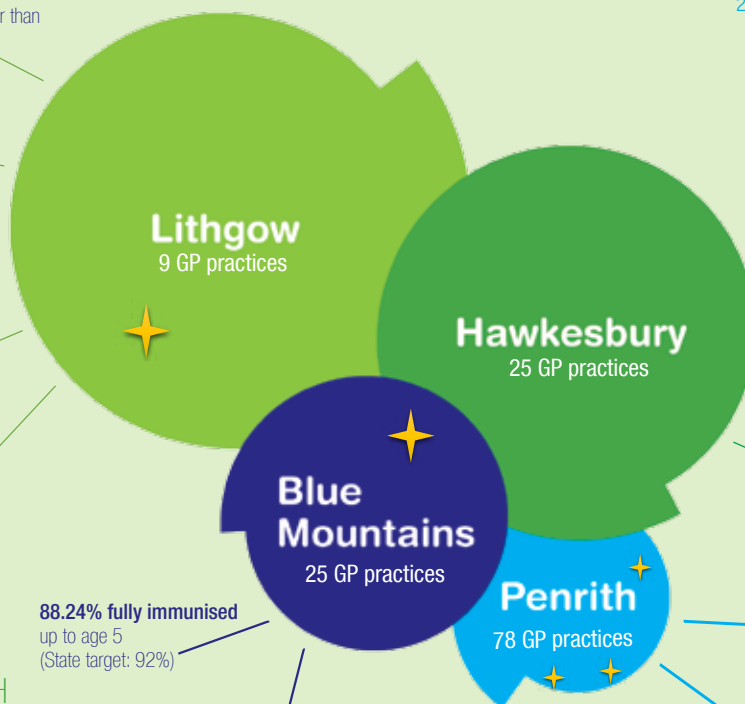 r than
2
Lithgow
9 GP practices
Hawkesbury
25 GP practices
Blue
Mountains
25 GP practices
88.24% fully immunised
up to age 5
(State target: 92%)
Penrith
78 GP practices
H